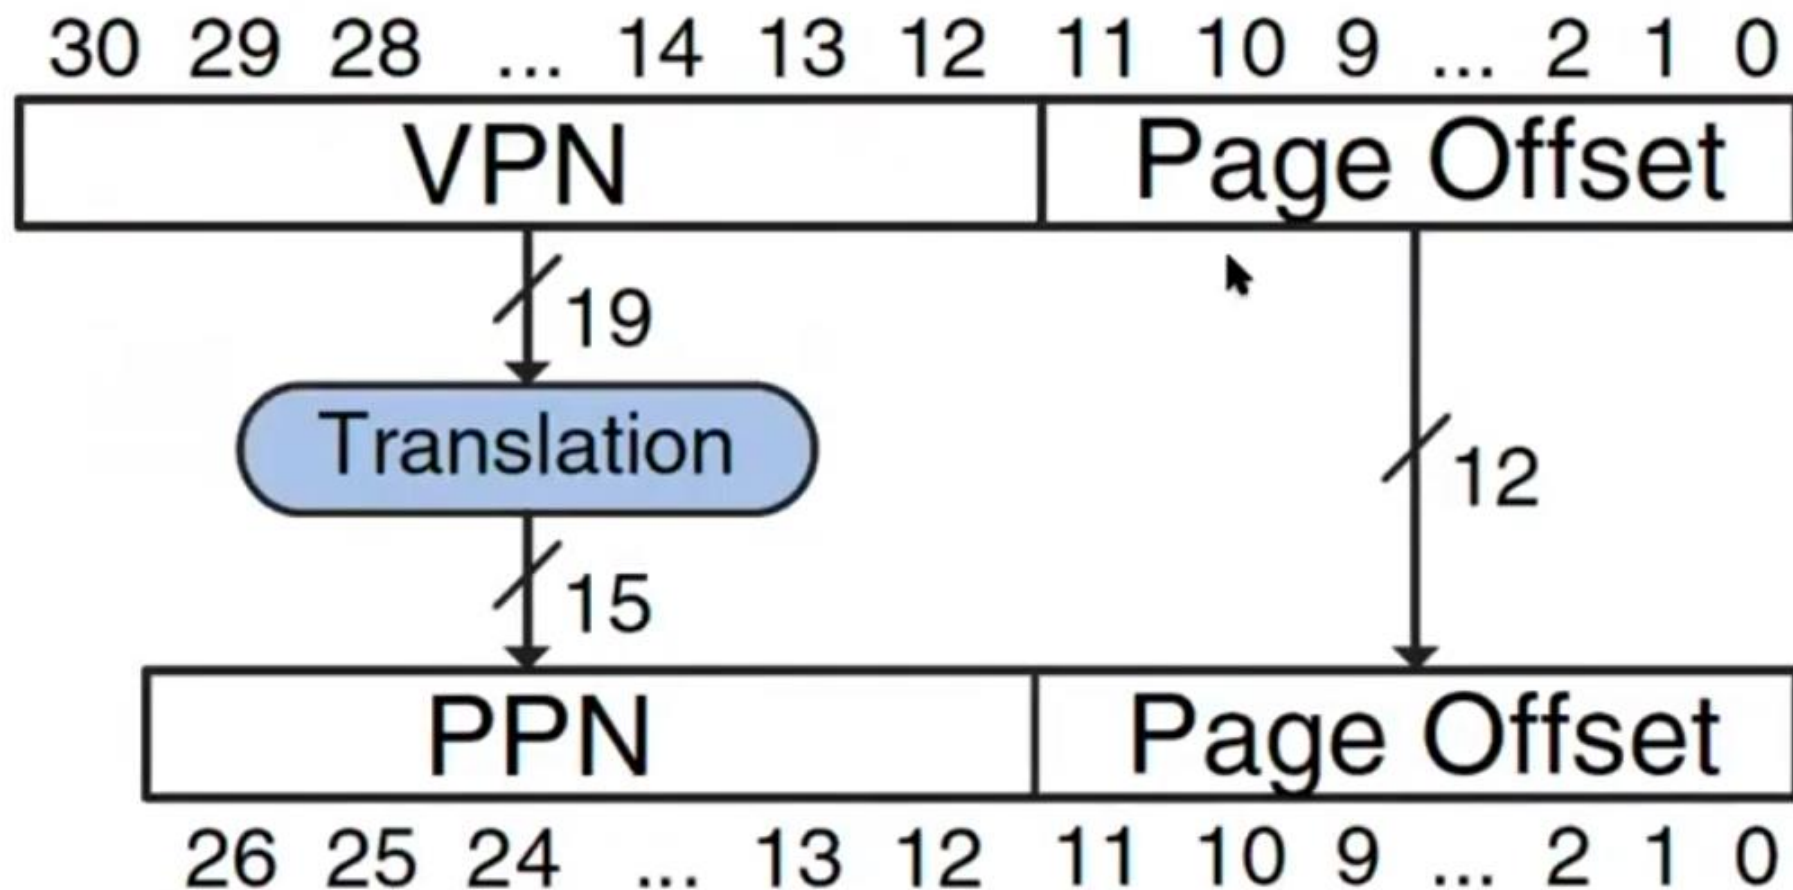 30 29 28 ... 14 13 12 11 10 9 ... 2 1 0
VPN Page Offset
19
Translation
12
15
PPN Page Offset
26 25 24 ... 13 12 11 10 9 ... 2 1 0